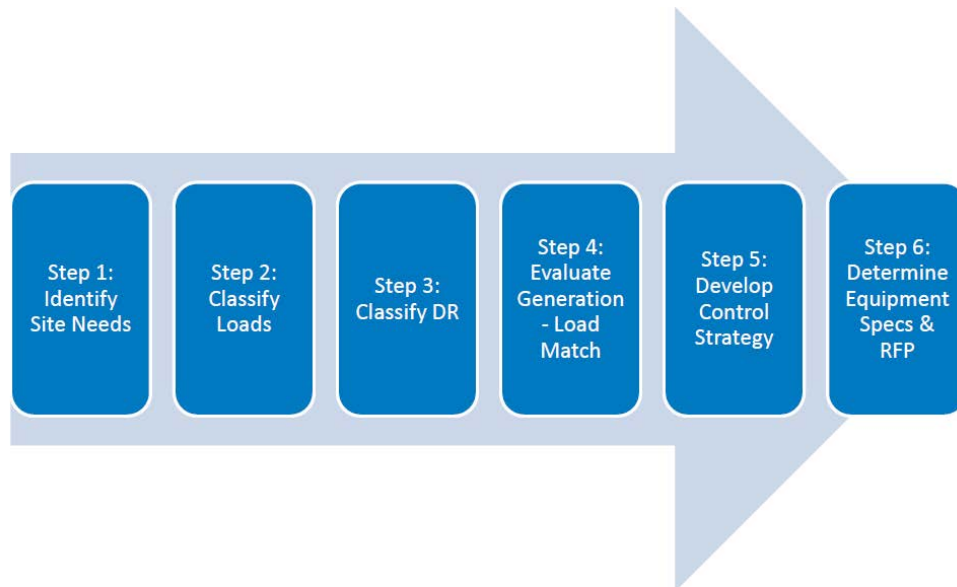 Step 1:
Identify
Site Needs
Step 2:
Classify
Loads
Step 3:
Classify DR
Step 4:
Evaluate
Generation
- Load
Match
Step 5:
Develop
Control
Strategy
Step 6:
Determine
Equipment
Specs &
RFP